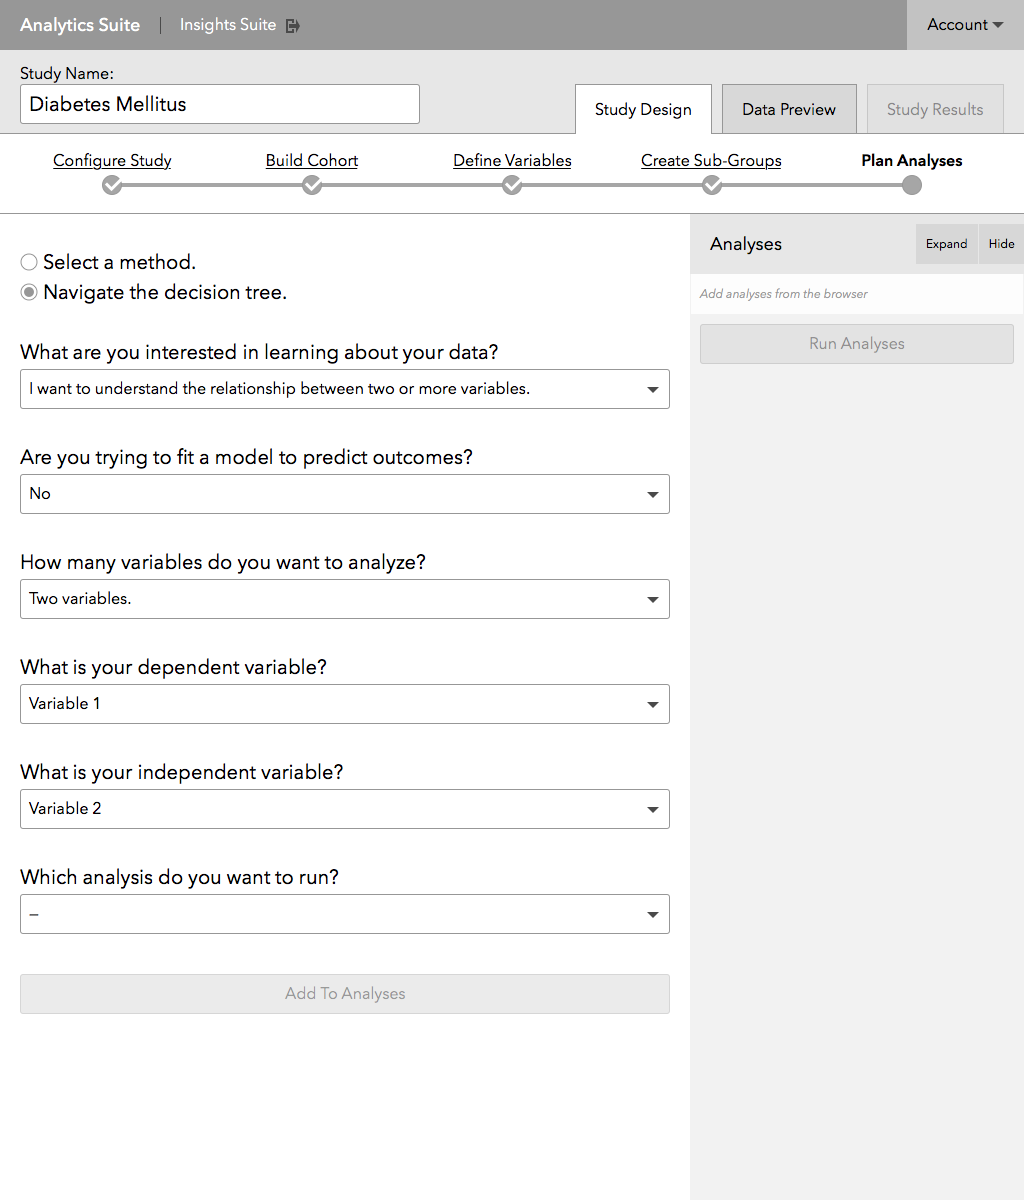 Analytics Suite | Insights Suite Account
Study Name:
Diabetes Mellitus
Study Design Data Preview Study Results
Configure Study Build Cohort Define Variables Create Sub-Groups Plan Analyses
Select a method.
Navigate the decision tree.
What are you interested in learning about your data?
I want to understand the relationship between two or more variables.
Are you trying to fit a model to predict outcomes?
No
How many variables do you want to analyze?
Two variables.
What is your dependent variable?
Variable 1
What is your independent variable?
Variable 2
Which analysis do you want to run?
–
Add To Analyses
Analyses Expand Hide
Add analyses from the browser
Run Analyses